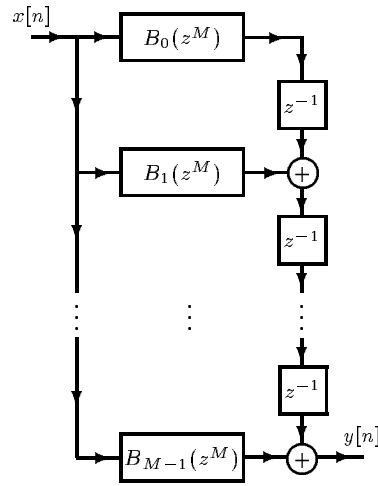 x[n]
B_0(z^M)
z^{-1}
B_1(z^M)
+
z^{-1}
z^{-1}
B_{M-1}(z^M)
+
y[n]